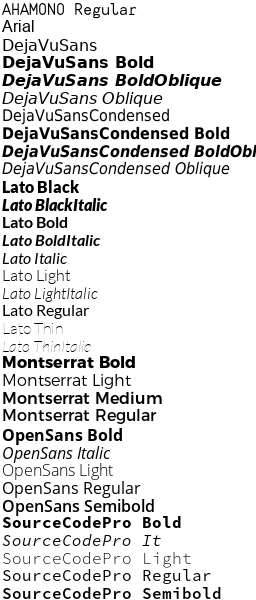 AHAMONO Regular
Arial
DejaVuSans
DejaVuSans Bold
DejaVuSans BoldOblique
DejaVuSans Oblique
DejaVuSansCondensed
DejaVuSansCondensed Bold
DejaVuSansCondensed BoldObl
DejaVuSansCondensed Oblique
Lato Black
Lato BlackItalic
Lato Bold
Lato BoldItalic
Lato Italic
Lato Light
Lato LightItalic
Lato Regular
Lato Thin
Lato ThinItalic
Montserrat Bold
Montserrat Light
Montserrat Medium
Montserrat Regular
OpenSans Bold
OpenSans Italic
OpenSans Light
OpenSans Regular
OpenSans Semibold
SourceCodePro Bold
SourceCodePro It
SourceCodePro Light
SourceCodePro Regular
SourceCodePro Semibold